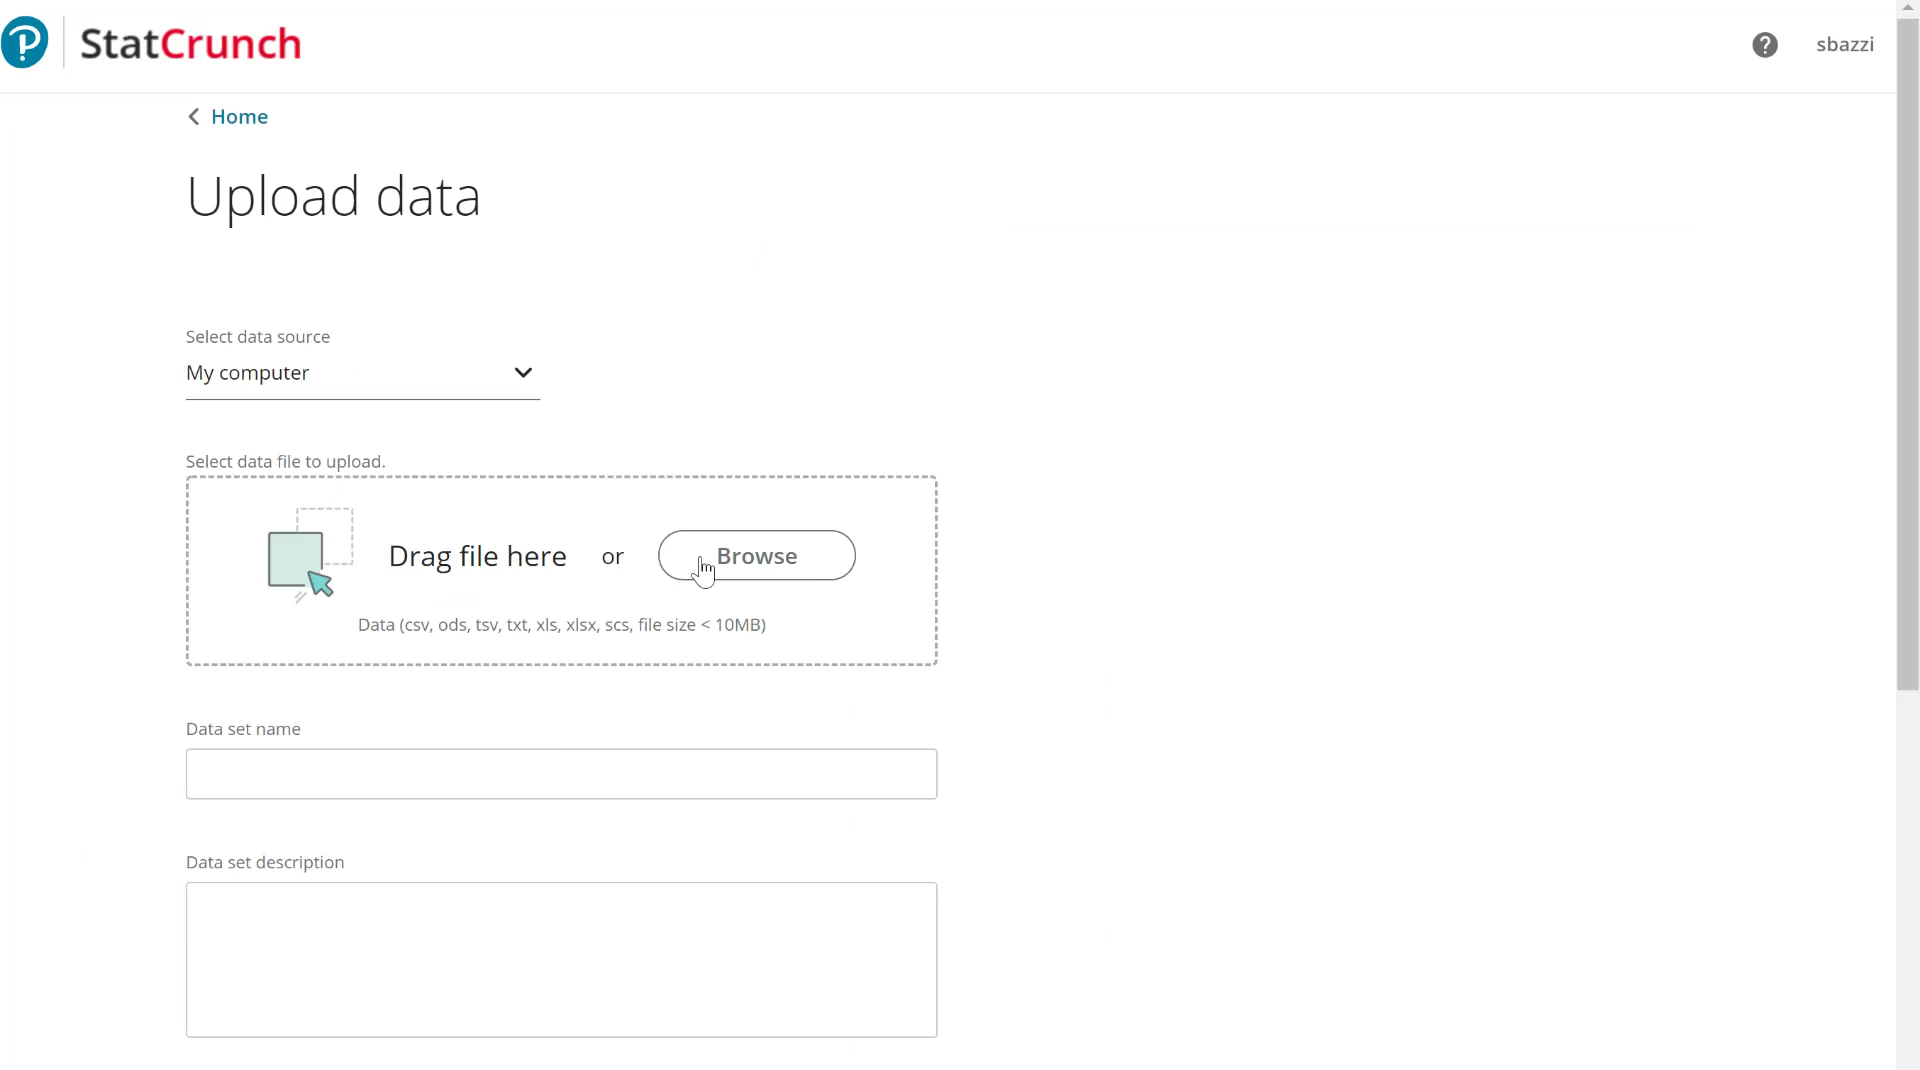 StatCrunch
sbazzi
Home
Upload data
Select data source
My computer
Select data file to upload.
Drag file here or Browse
Data (csv, ods, tsv, txt, xls, xlsx, scs, file size < 10MB)
Data set name
Data set description